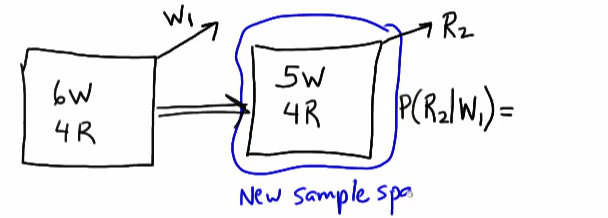 W₁
R₂
6W
4R
5W
4R
P(R₂|W₁)=
New sample spa